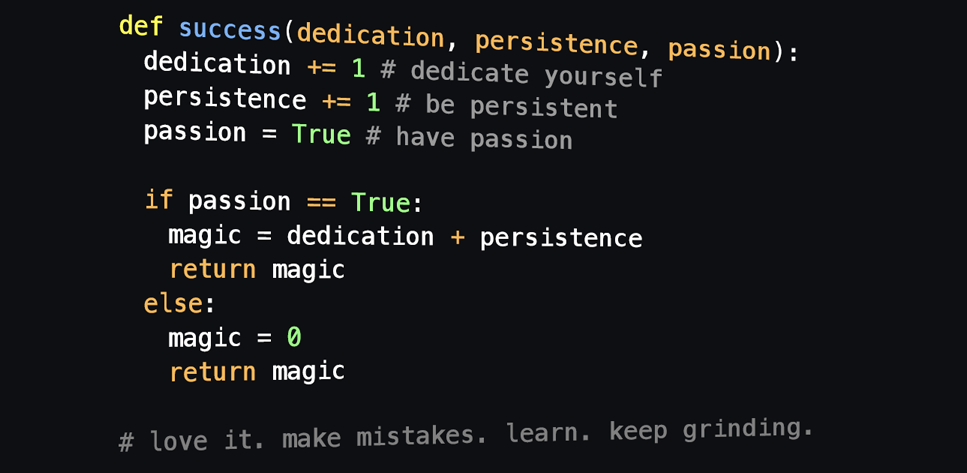 def success(dedication, persistence, passion):
  dedication += 1 # dedicate yourself
  persistence += 1 # be persistent
  passion = True # have passion

  if passion == True:
    magic = dedication + persistence
    return magic
  else:
    magic = 0
    return magic

# love it. make mistakes. learn. keep grinding.